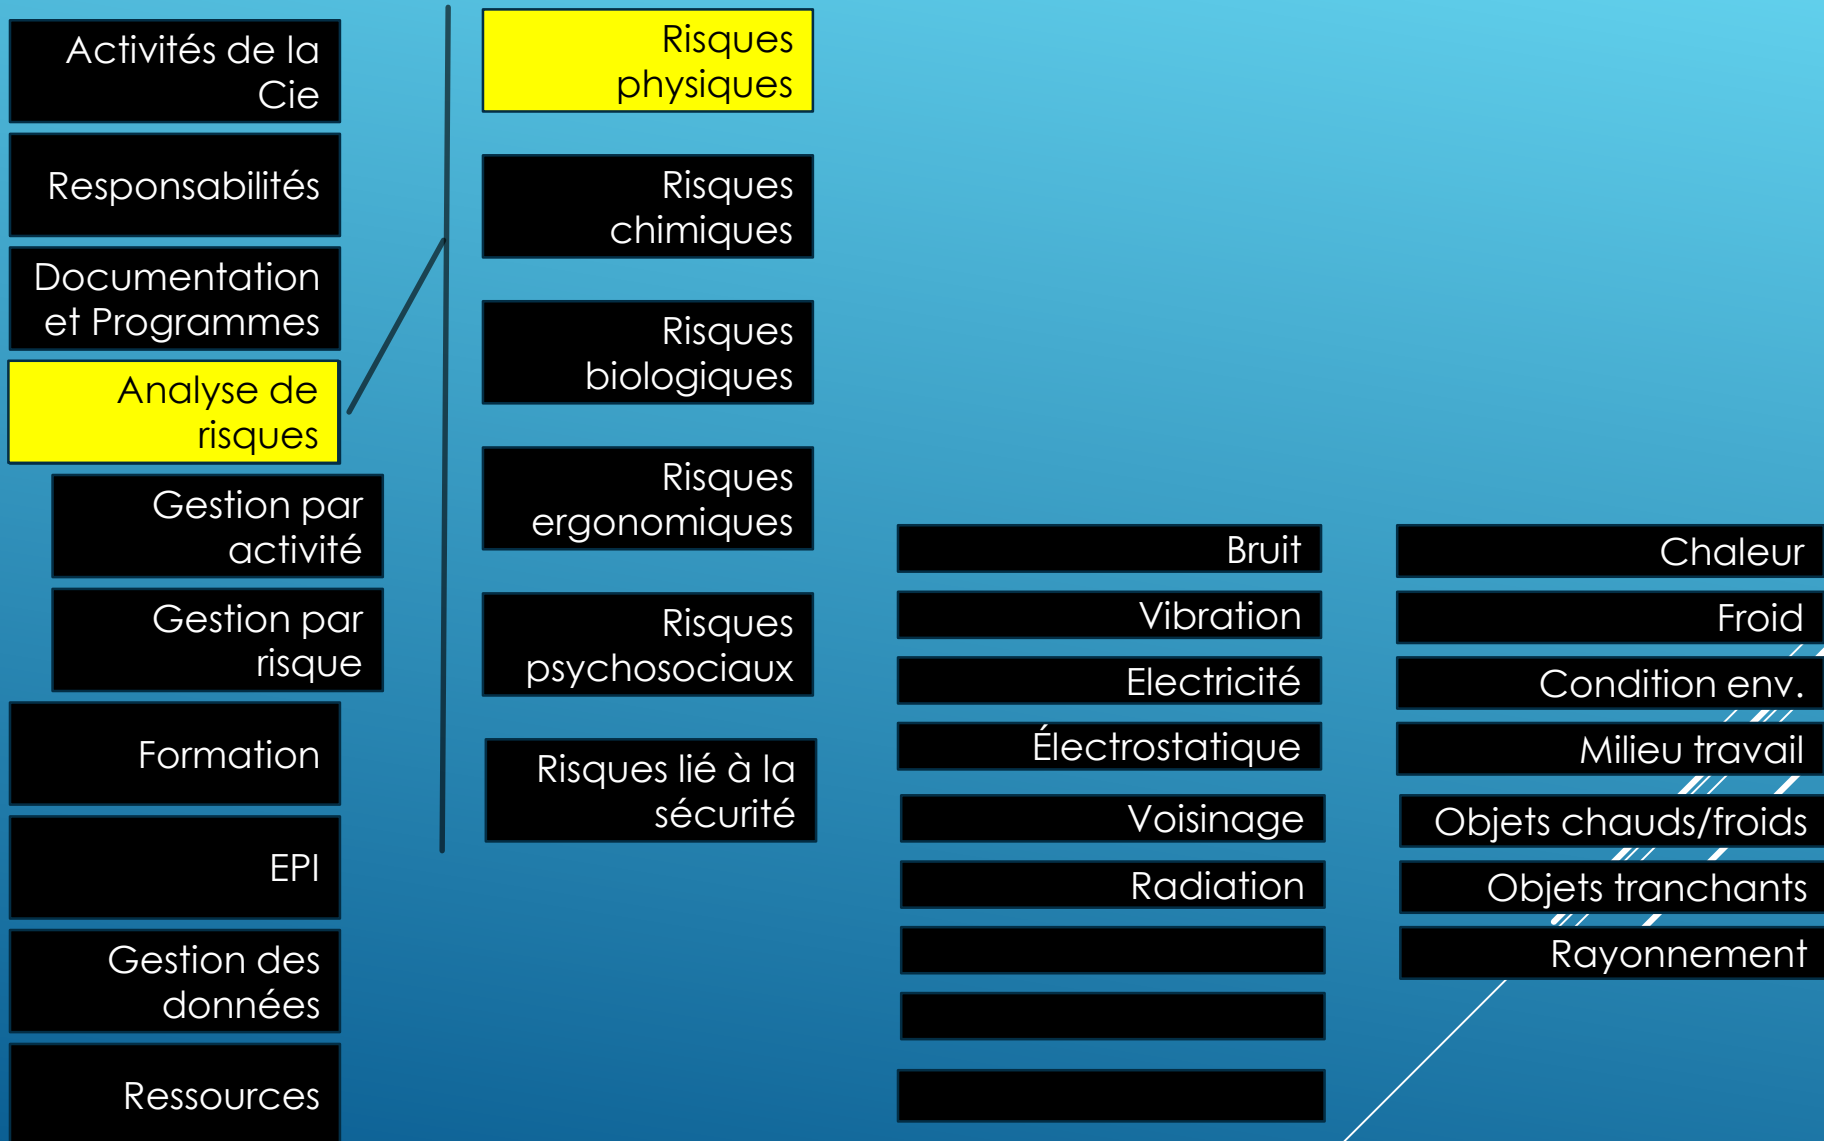 Activités de la
Cie
Responsabilités
Documentation
et Programmes
Analyse de
risques
Gestion par
activité
Gestion par
risque
Formation
EPI
Gestion des
données
Ressources
Risques
physiques
Risques
chimiques
Risques
biologiques
Risques
ergonomiques
Risques
psychosociaux
Risques lié à la
sécurité
Bruit
Vibration
Electricité
Électrostatique
Voisinage
Radiation
Chaleur
Froid
Condition env.
Milieu travail
Objets chauds/froids
Objets tranchants
Rayonnement